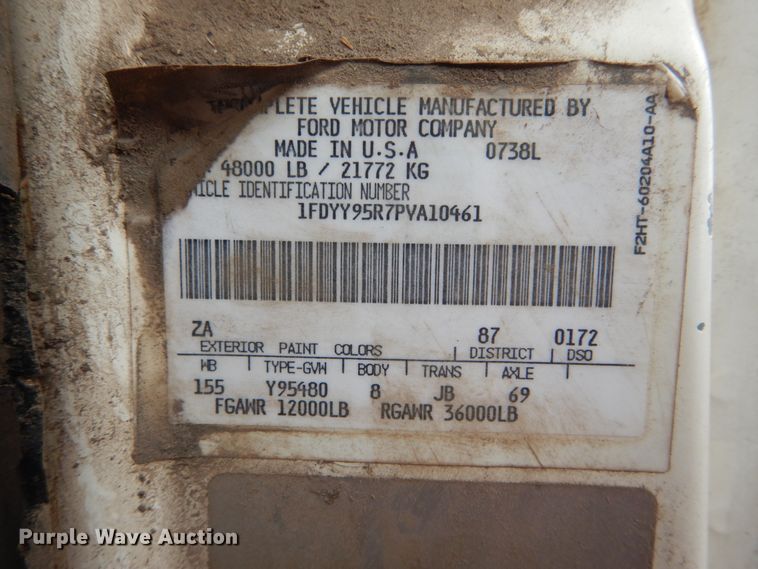 VEHICLE MANUFACTURED BY
FORD MOTOR COMPANY
MADE IN U.S.A 0738L
48000 LB / 21772 KG
IDENTIFICATION NUMBER
1FDYY95R7PVA10461
F2HT-60204A10-AA
ZA 87 0172
EXTERIOR PAINT COLORS DISTRICT DSO
WB TYPE-GVW BODY TRANS AXLE
155 Y95480 8 JB 69
FGAWR 12000LB RGAWR 36000LB
Purple Wave Auction